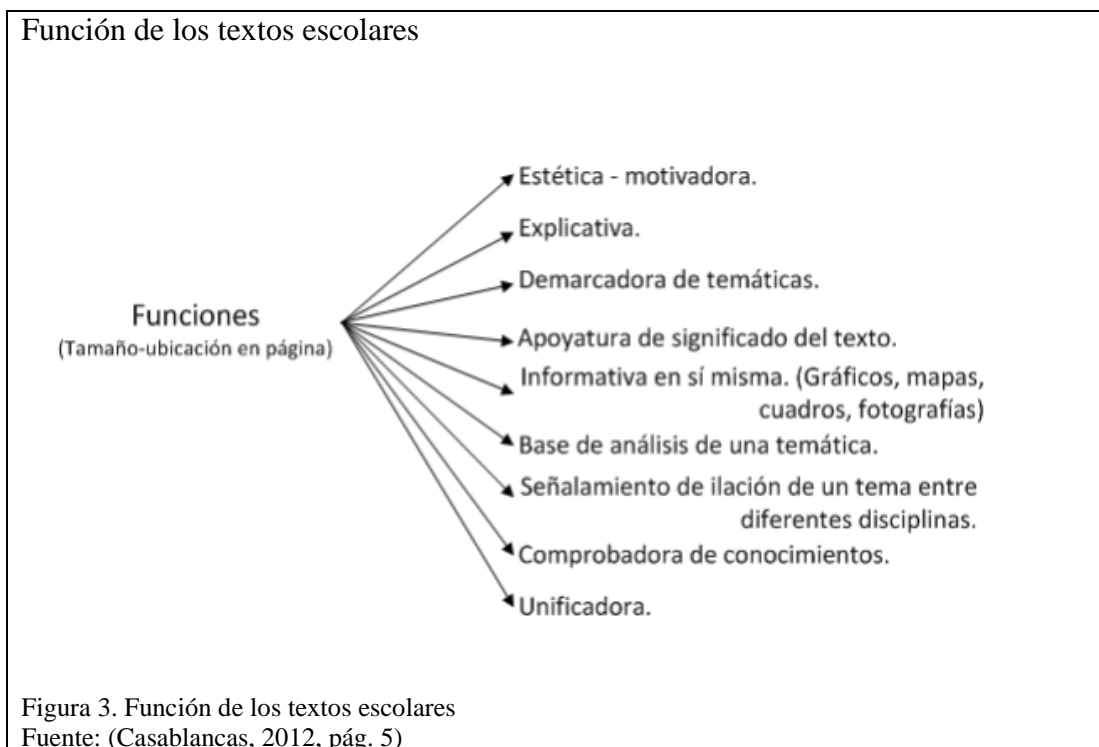 Función de los textos escolares
Estética - motivadora.
Explicativa.
Demarcadora de temáticas.
Funciones
(Tamaño-ubicación en página)
Apoyatura de significado del texto.
Informativa en sí misma. (Gráficos, mapas,
cuadros, fotografías)
Base de análisis de una temática.
Señalamiento de ilación de un tema entre
diferentes disciplinas.
Comprobadora de conocimientos.
Unificadora.
Figura 3. Función de los textos escolares
Fuente: (Casablancas, 2012, pág. 5)